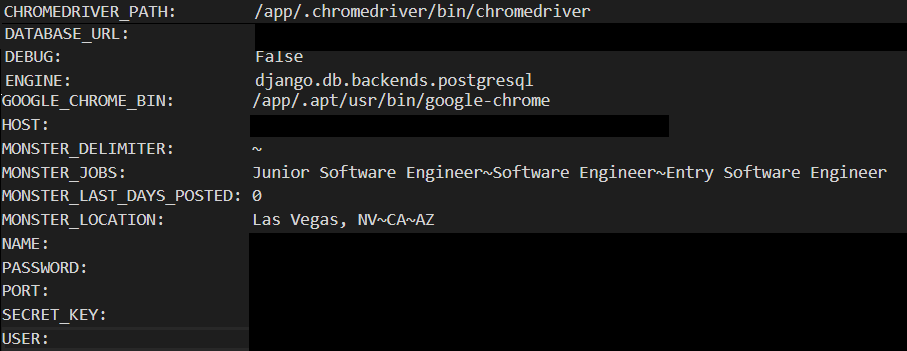 CHROMEDRIVER_PATH: /app/.chromedriver/bin/chromedriver
DATABASE_URL:
DEBUG: False
ENGINE: django.db.backends.postgresql
GOOGLE_CHROME_BIN: /app/.apt/usr/bin/google-chrome
HOST:
MONSTER_DELIMITER: ~
MONSTER_JOBS: Junior Software Engineer~Software Engineer~Entry Software Engineer
MONSTER_LAST_DAYS_POSTED: 0
MONSTER_LOCATION: Las Vegas, NV~CA~AZ
NAME:
PASSWORD:
PORT:
SECRET_KEY:
USER: